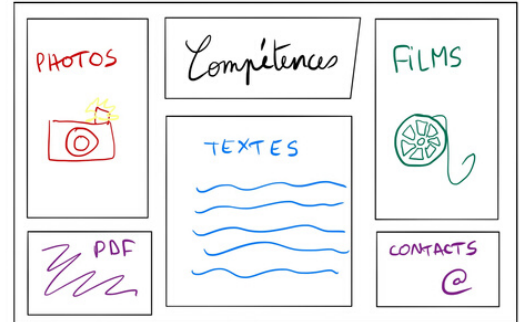 PHOTOS
Compétences
FiLMS
TEXTES
PDF
CONTACTS
@